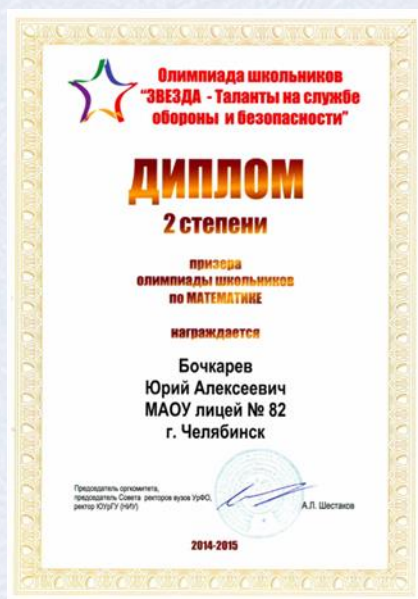 Олимпиада школьников
"ЗВЕЗДА - Таланты на службе
обороны и безопасности"
ДИПЛОМ
2 степени
призера
олимпиады школьников
по МАТЕМАТИКЕ
награждается
Бочкарев
Юрий Алексеевич
МАОУ лицей № 82
г. Челябинск
Председатель оргкомитета,
председатель Совета ректоров вузов УрФО,
ректор ЮУрГУ (НИУ)
А.Л. Шестаков
2014-2015